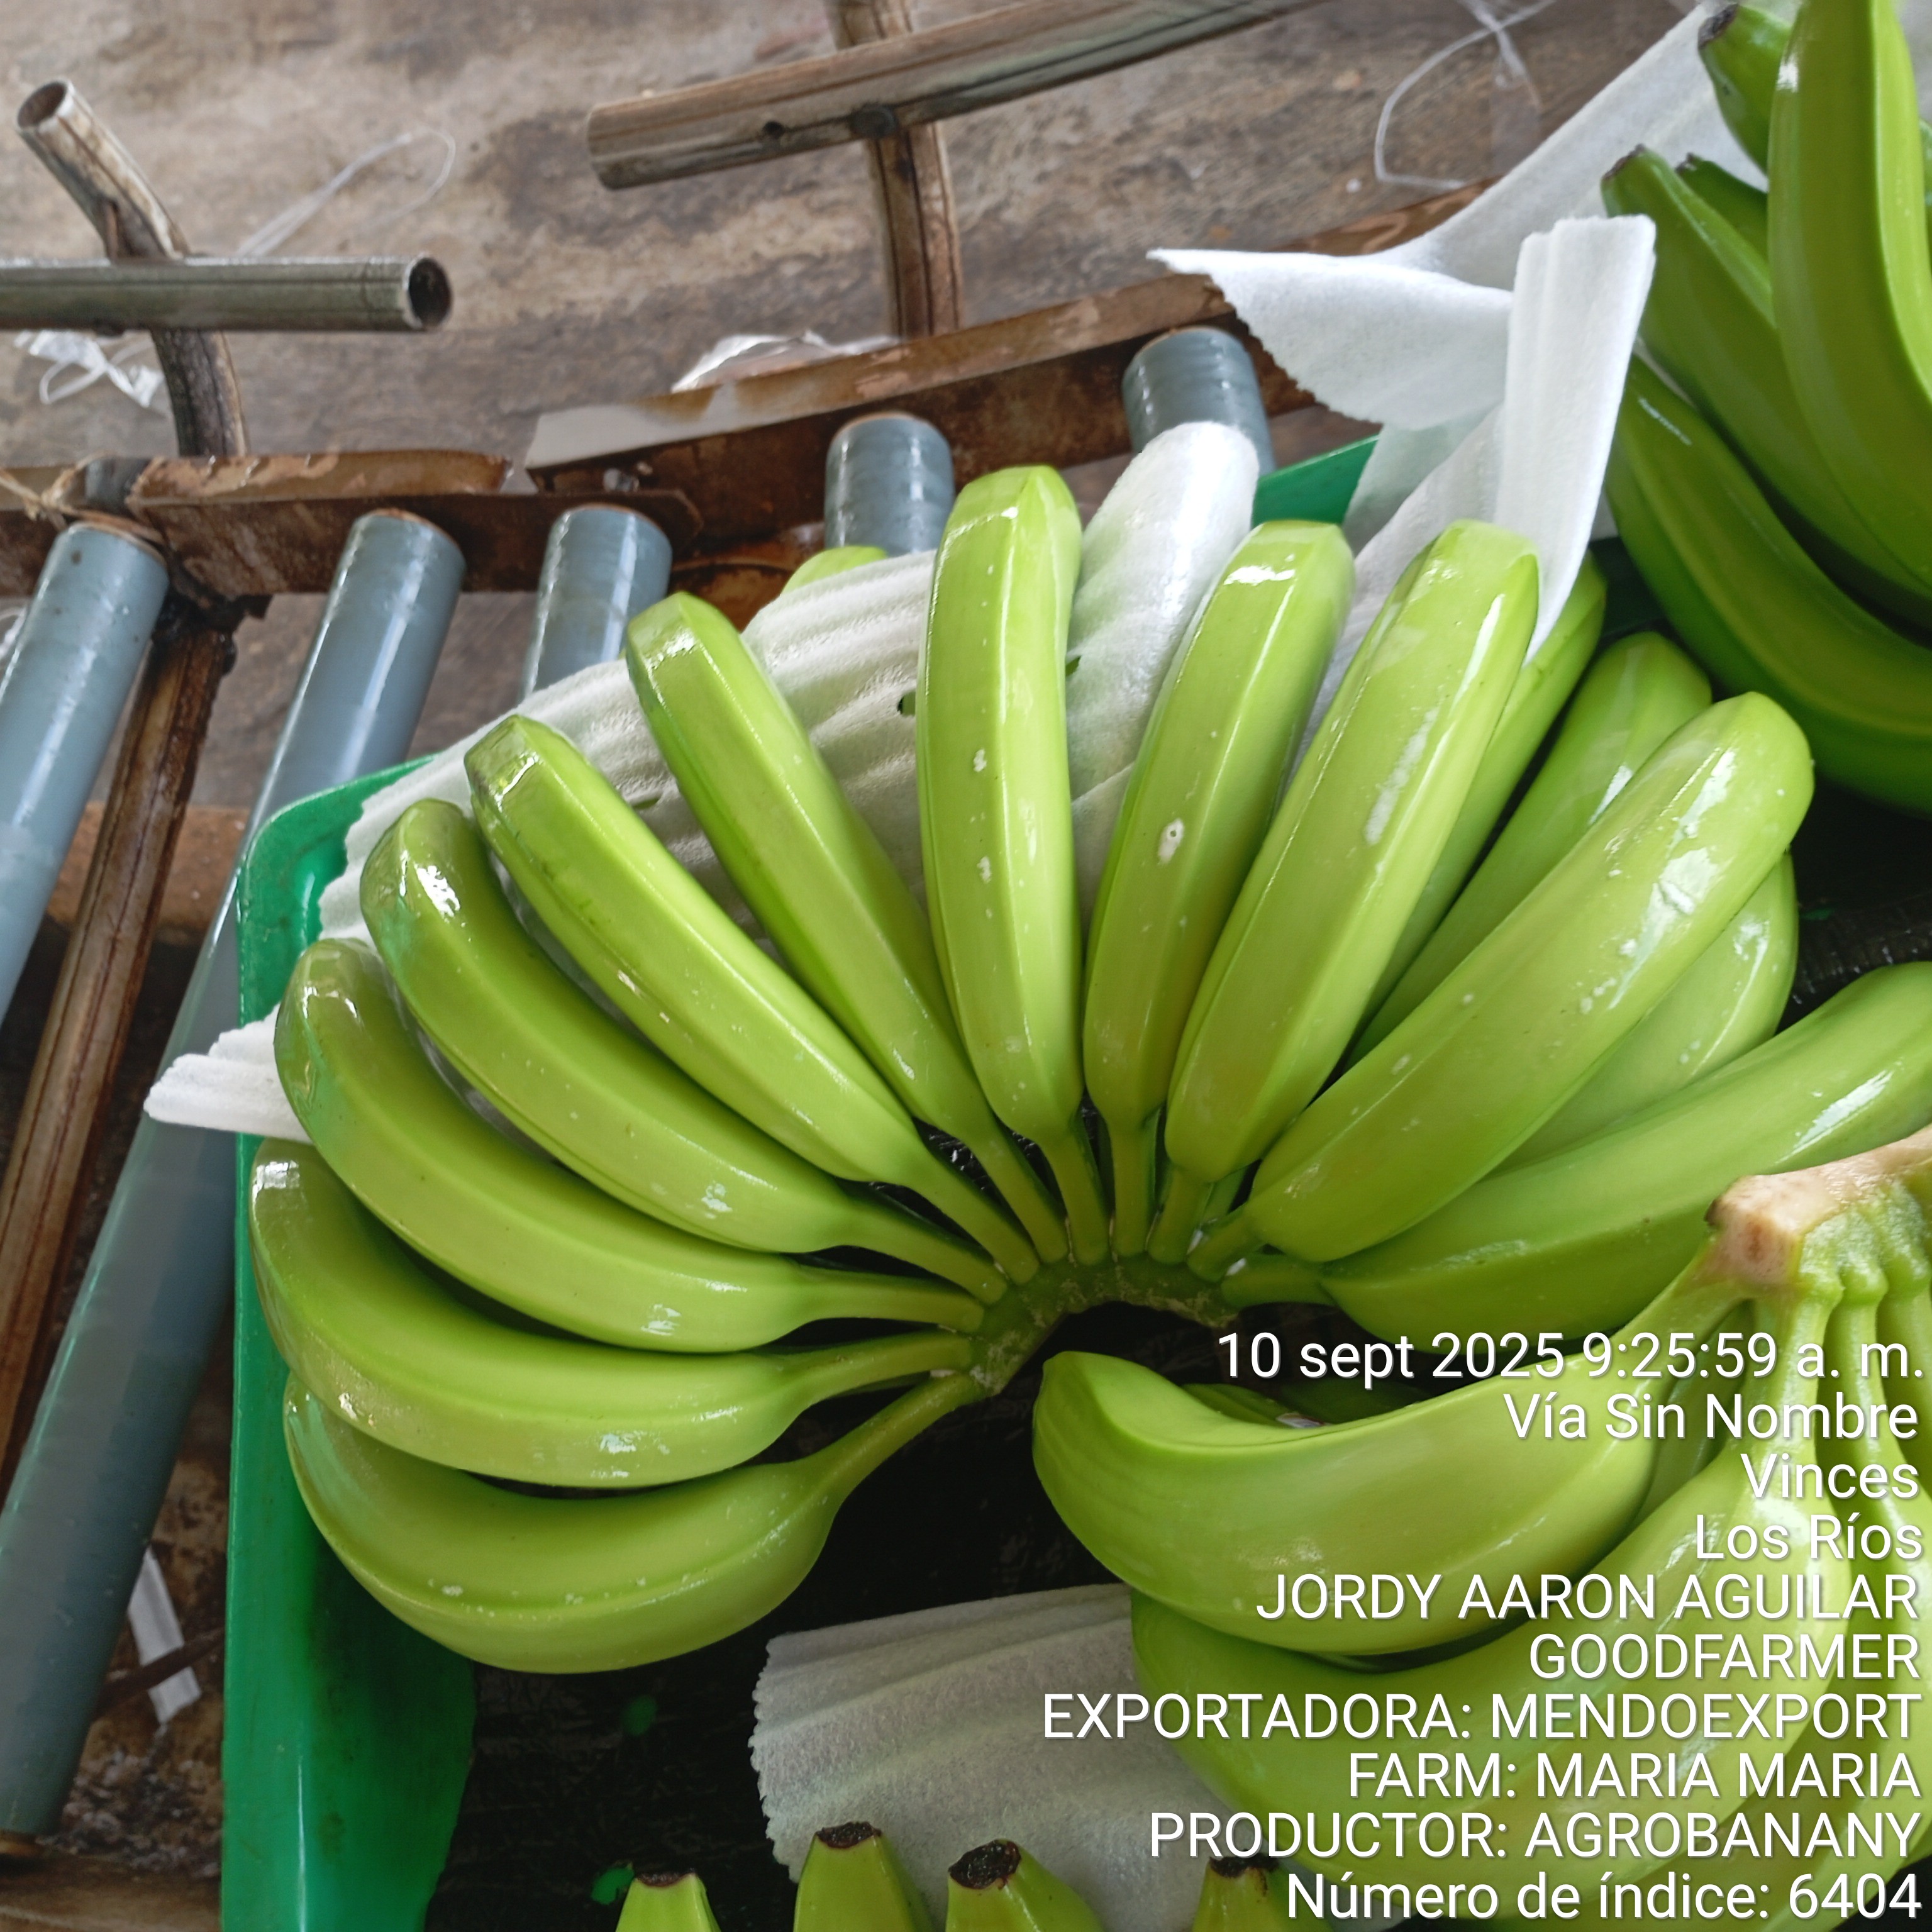 10 sept 2025 9:25:59 a. m.
Vía Sin Nombre
Vinces
Los Ríos
JORDY AARON AGUILAR
GOODFARMER
EXPORTADORA: MENDOEXPORT
FARM: MARIA MARIA
PRODUCTOR: AGROBANANY
Número de índice: 6404